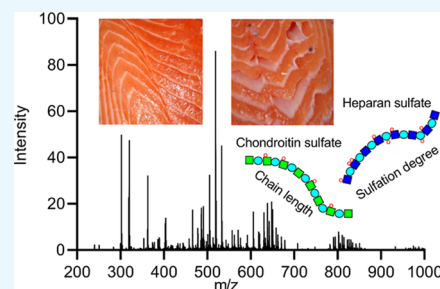 Intensity
100
80
60
40
20
0
200 300 400 500 600 700 800 900 1000
m/z
Heparan sulfate
Chondroitin sulfate
Chain length
Sulfation degree